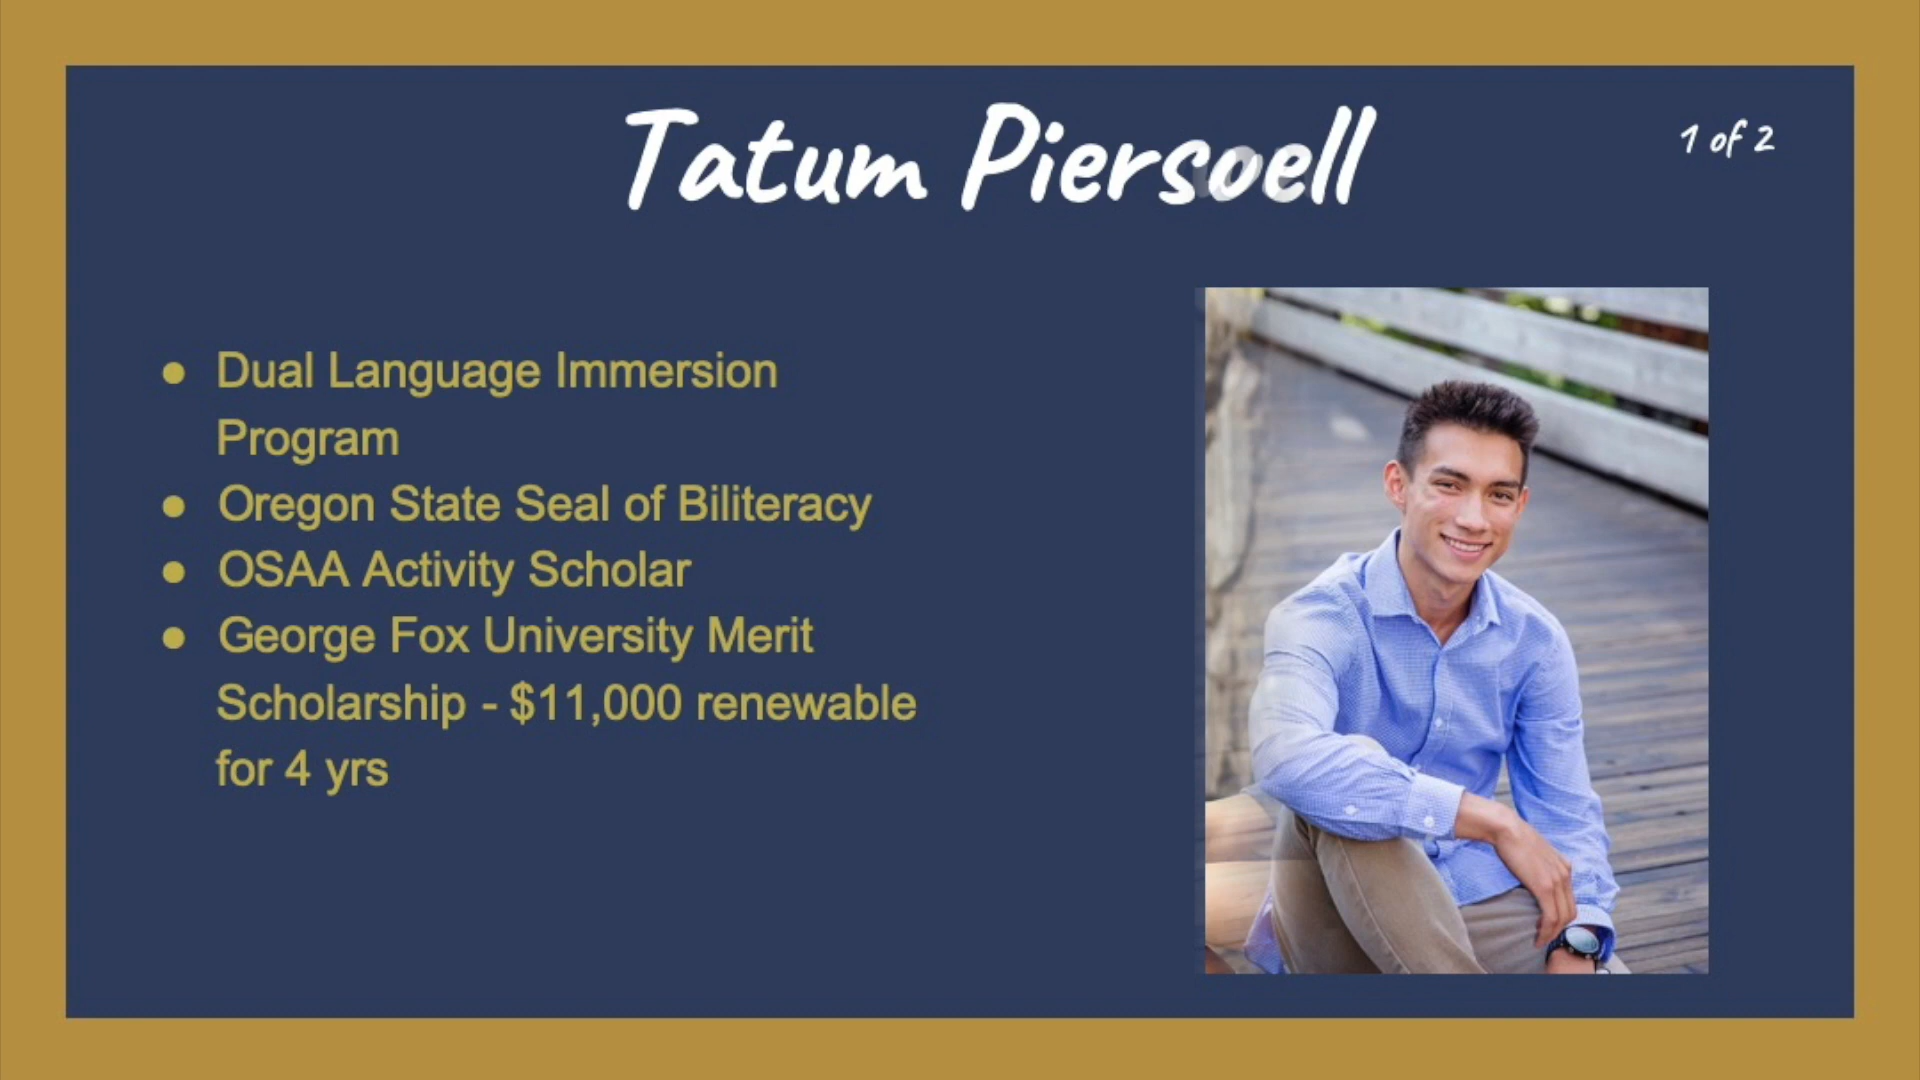 Tatum
1 of 2
● Dual Language Immersion
Program
● Oregon State Seal of Biliteracy
● OSAA Activity Scholar
● George Fox University Merit
Scholarship - $11,000 renewable
for 4 yrs